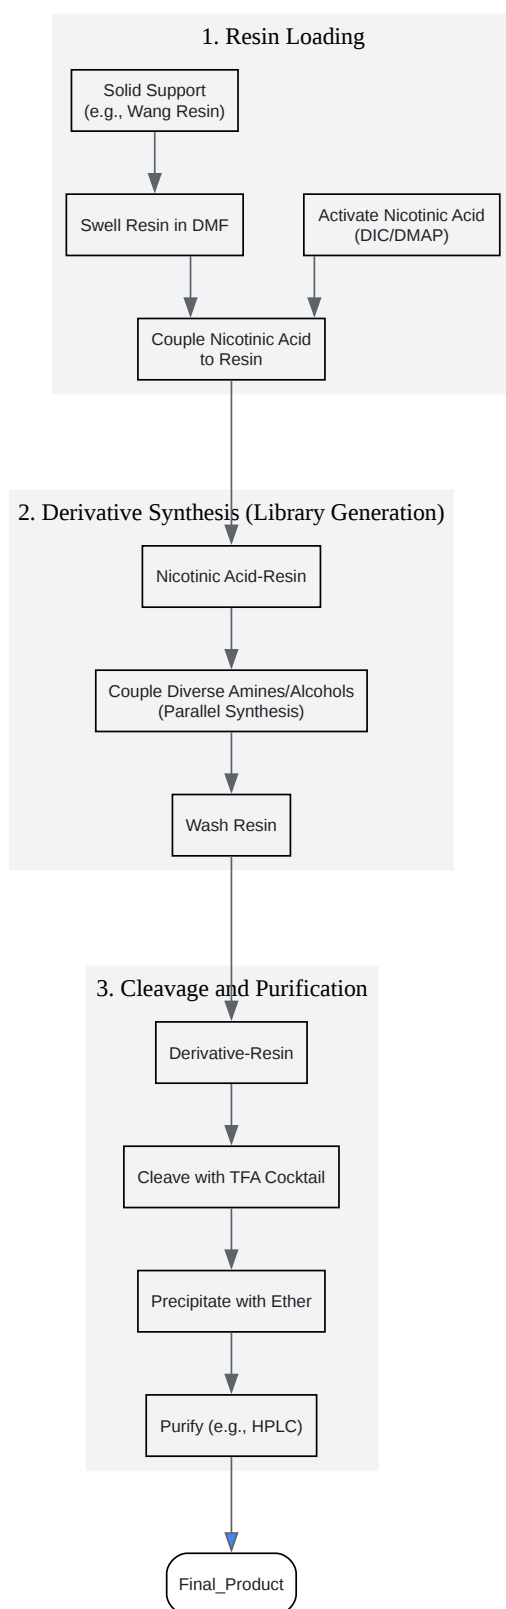 1. Resin Loading
Solid Support
(e.g., Wang Resin)
Swell Resin in DMF
Activate Nicotinic Acid
(DIC/DMAP)
Couple Nicotinic Acid
to Resin
2. Derivative Synthesis (Library Generation)
Nicotinic Acid-Resin
Couple Diverse Amines/Alcohols
(Parallel Synthesis)
Wash Resin
3. Cleavage and Purification
Derivative-Resin
Cleave with TFA Cocktail
Precipitate with Ether
Purify (e.g., HPLC)
Final_Product